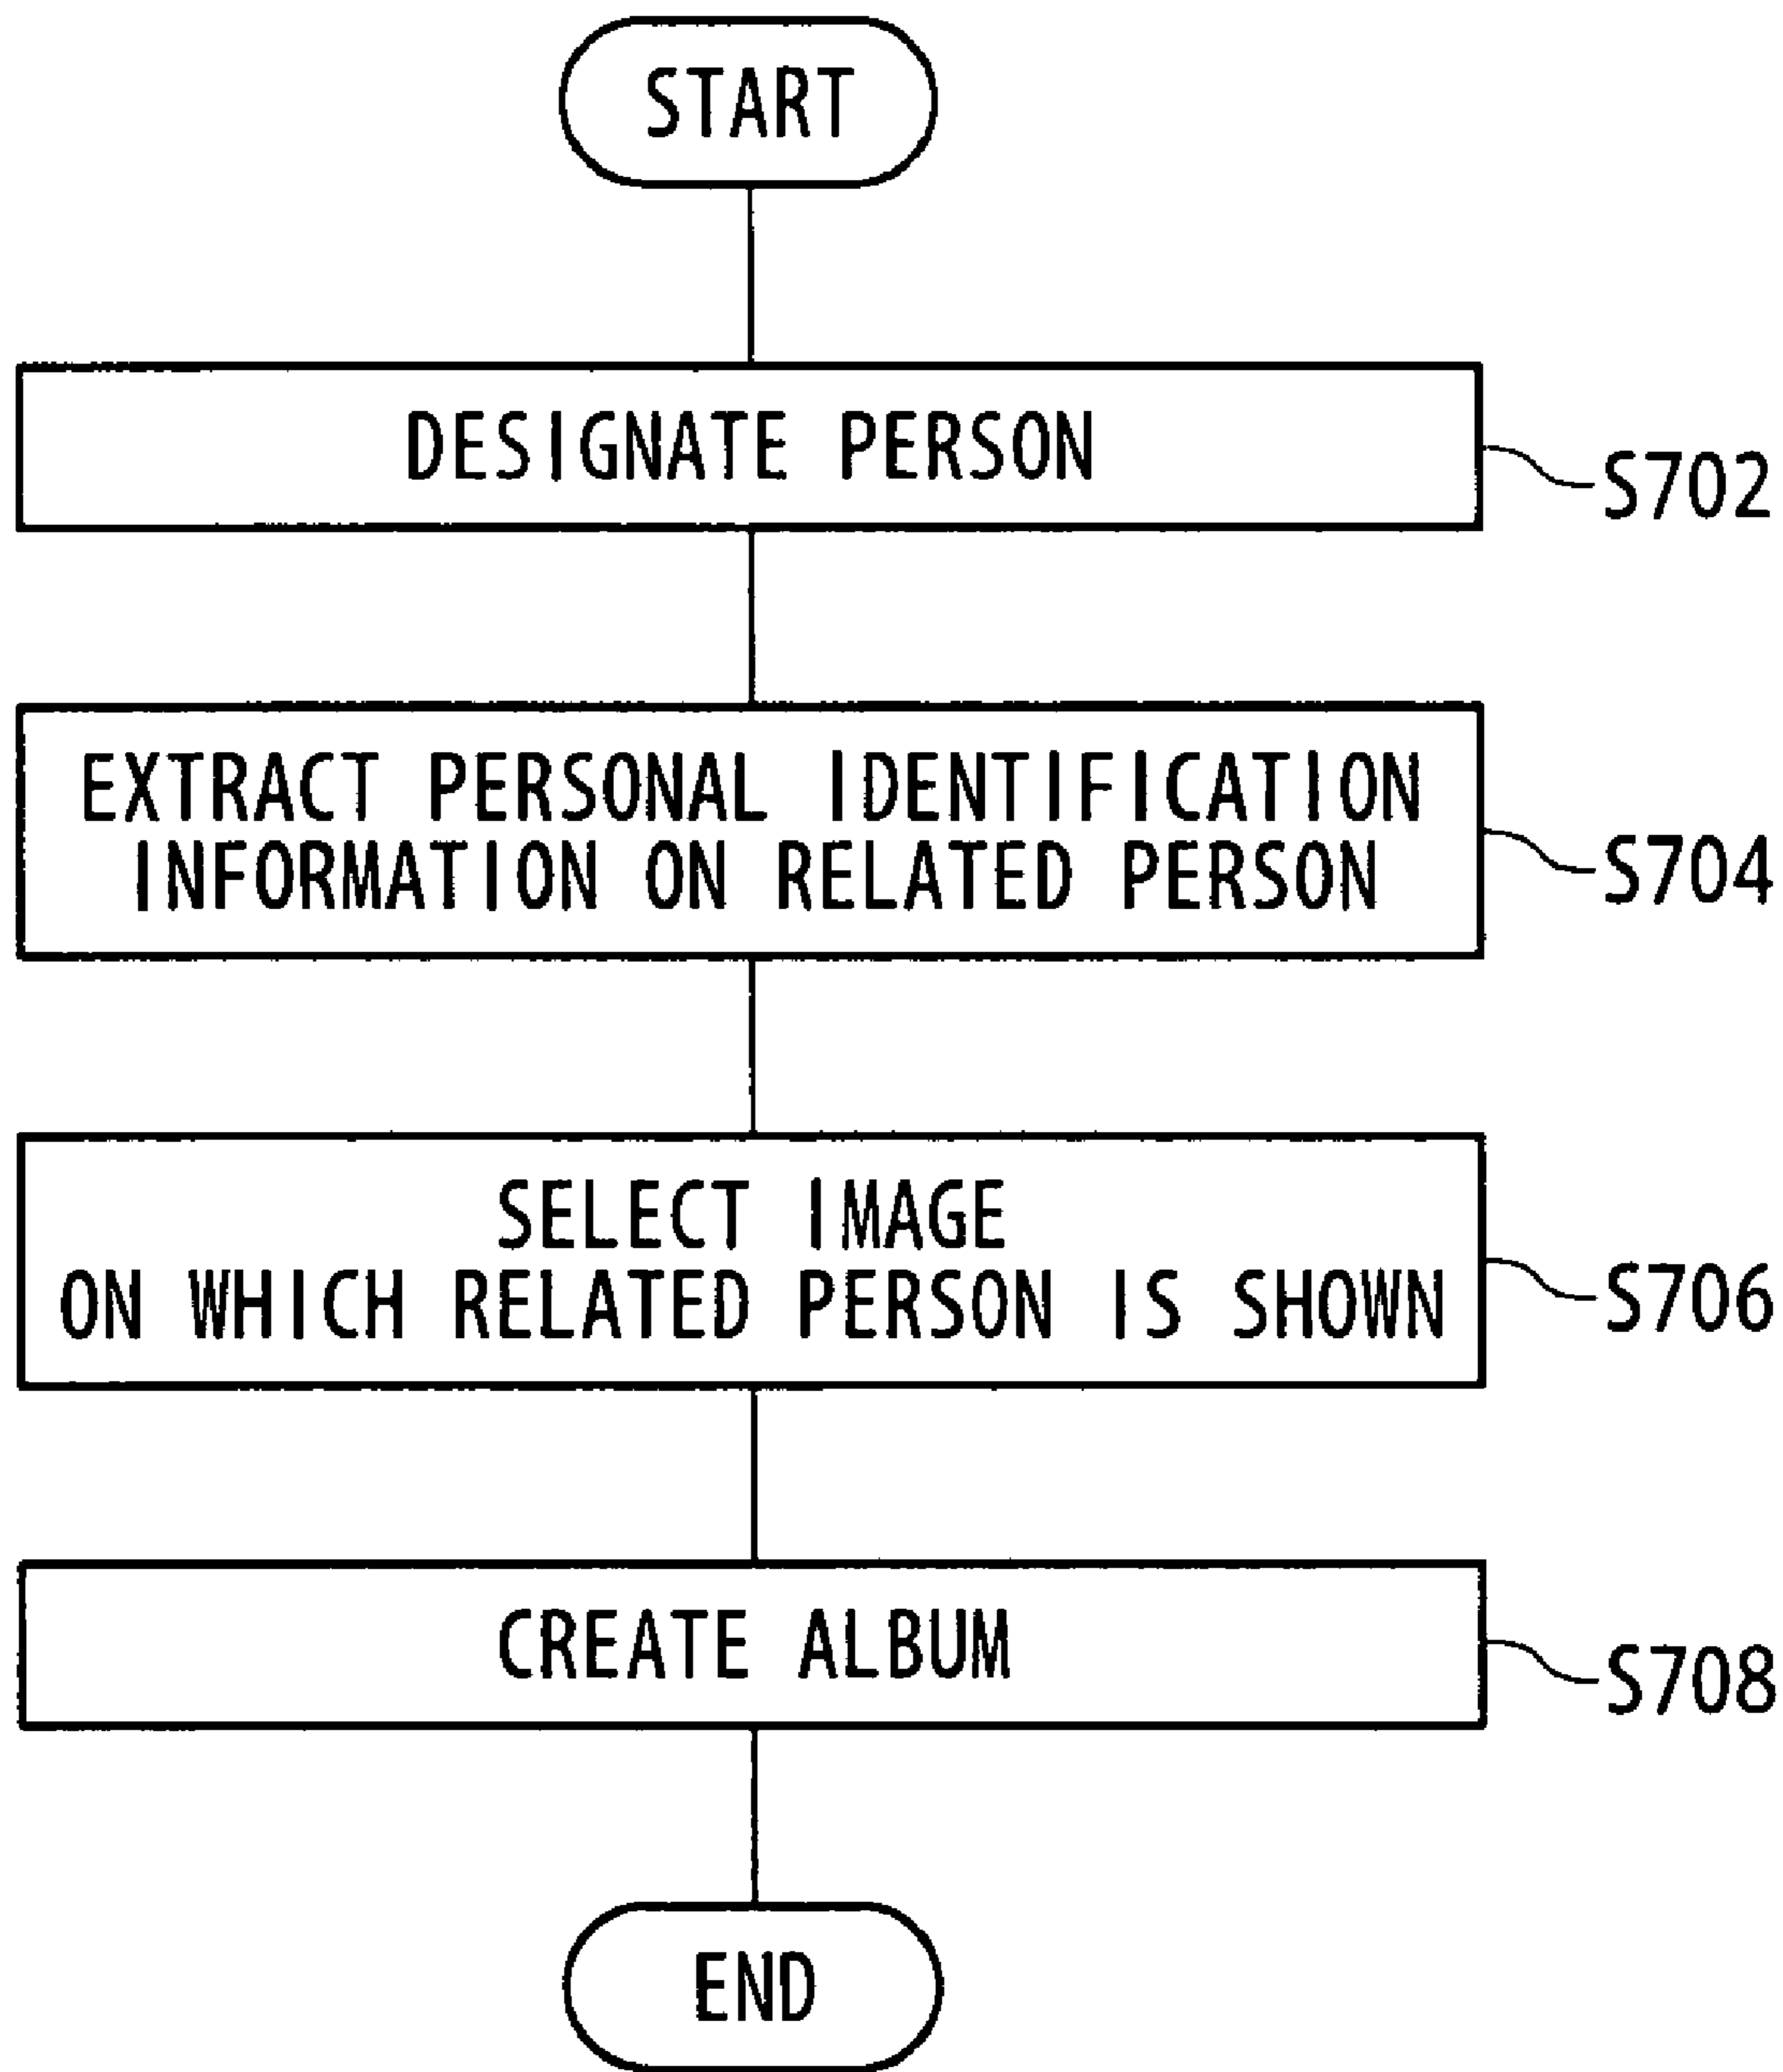 START
DESIGNATE PERSON
S702
EXTRACT PERSONAL IDENTIFICATION
INFORMATION ON RELATED PERSON
S704
SELECT IMAGE
ON WHICH RELATED PERSON IS SHOWN
S706
CREATE ALBUM
S708
END